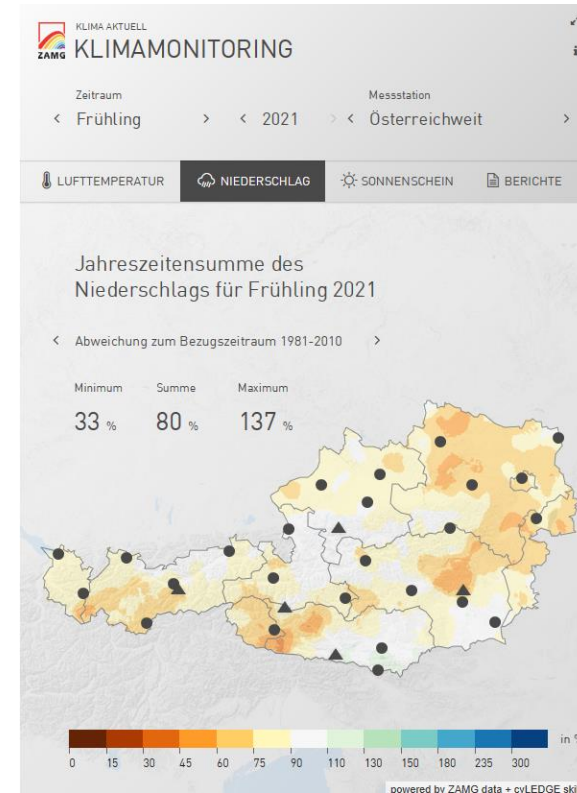 KLIMA AKTUELL
ZAMG KLIMAMONITORING
Zeitraum Messstation
< Frühling > < 2021 > < Österreichweit >
LUFTTEMPERATUR NIEDERSCHLAG SONNENSCHEIN BERICHTE
Jahreszeitensumme des
Niederschlags für Frühling 2021
< Abweichung zum Bezugszeitraum 1981-2010 >
Minimum Summe Maximum
33 % 80 % 137 %
in %
0 15 30 45 60 75 90 110 130 150 180 235 300
powered by ZAMG data + cyLEDGE ski